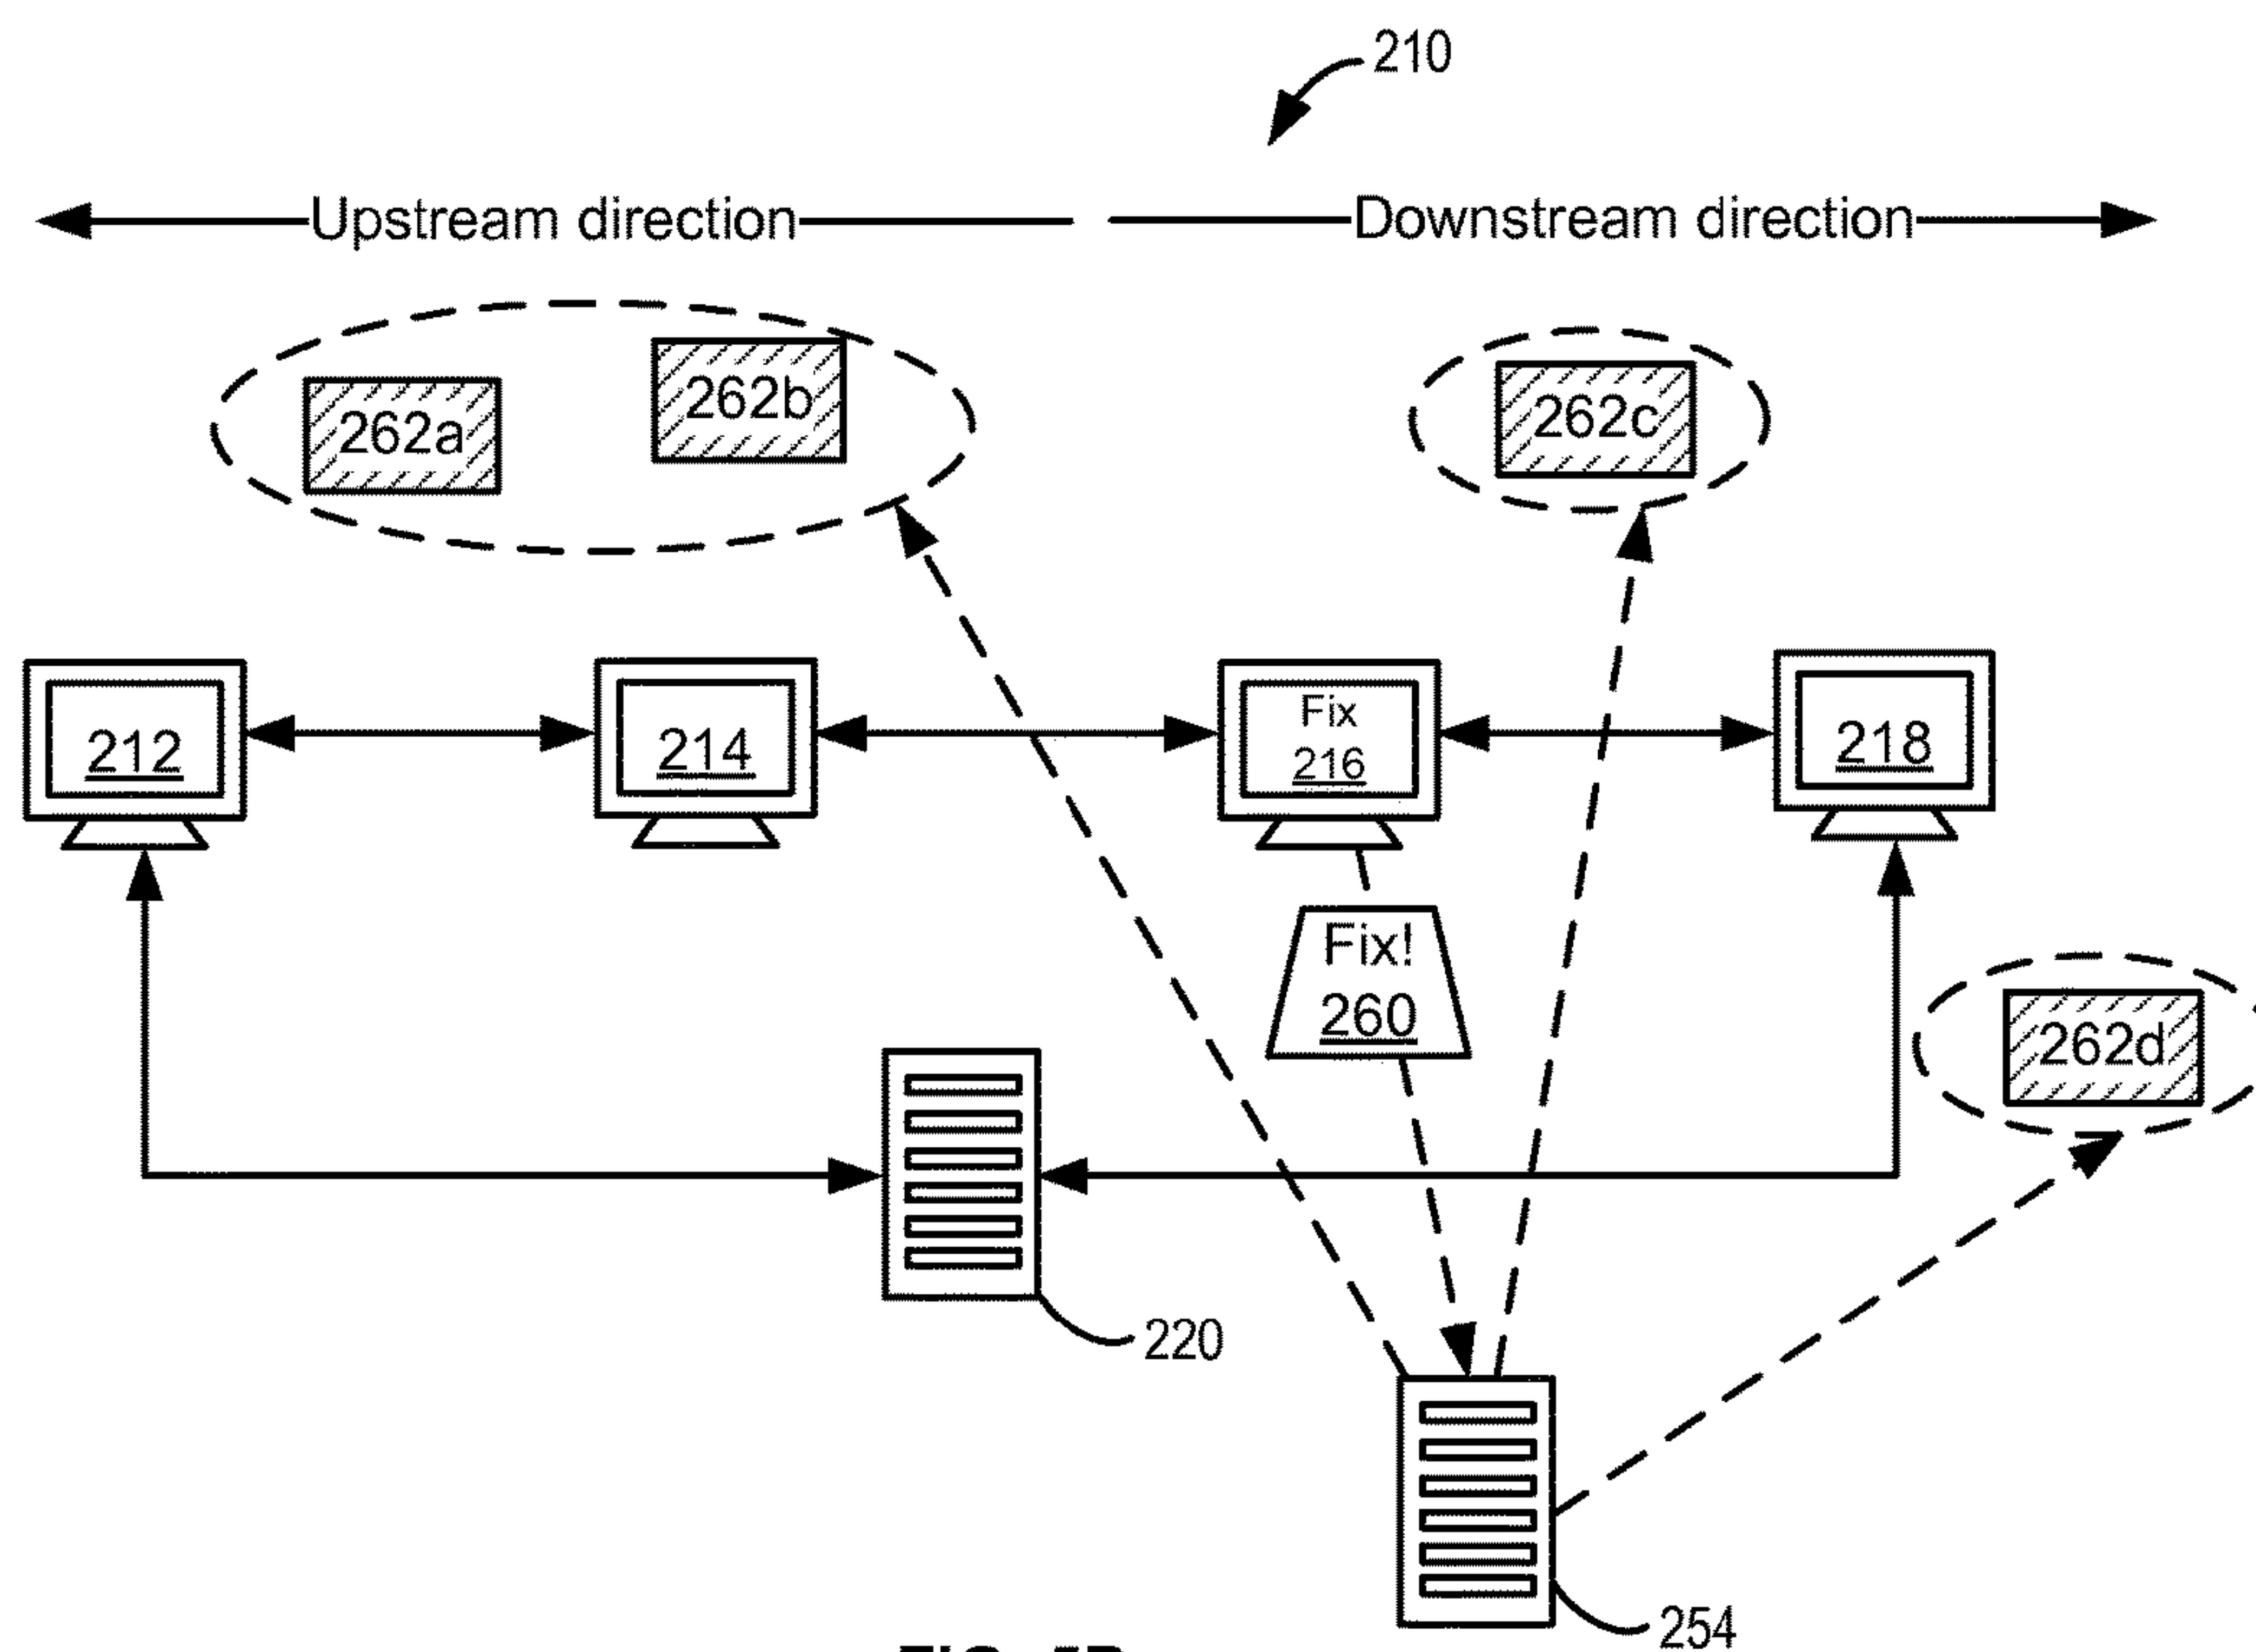 210
Upstream direction
Downstream direction
262a
262b
262c
212
214
Fix
216
218
Fix!
260
262d
220
254